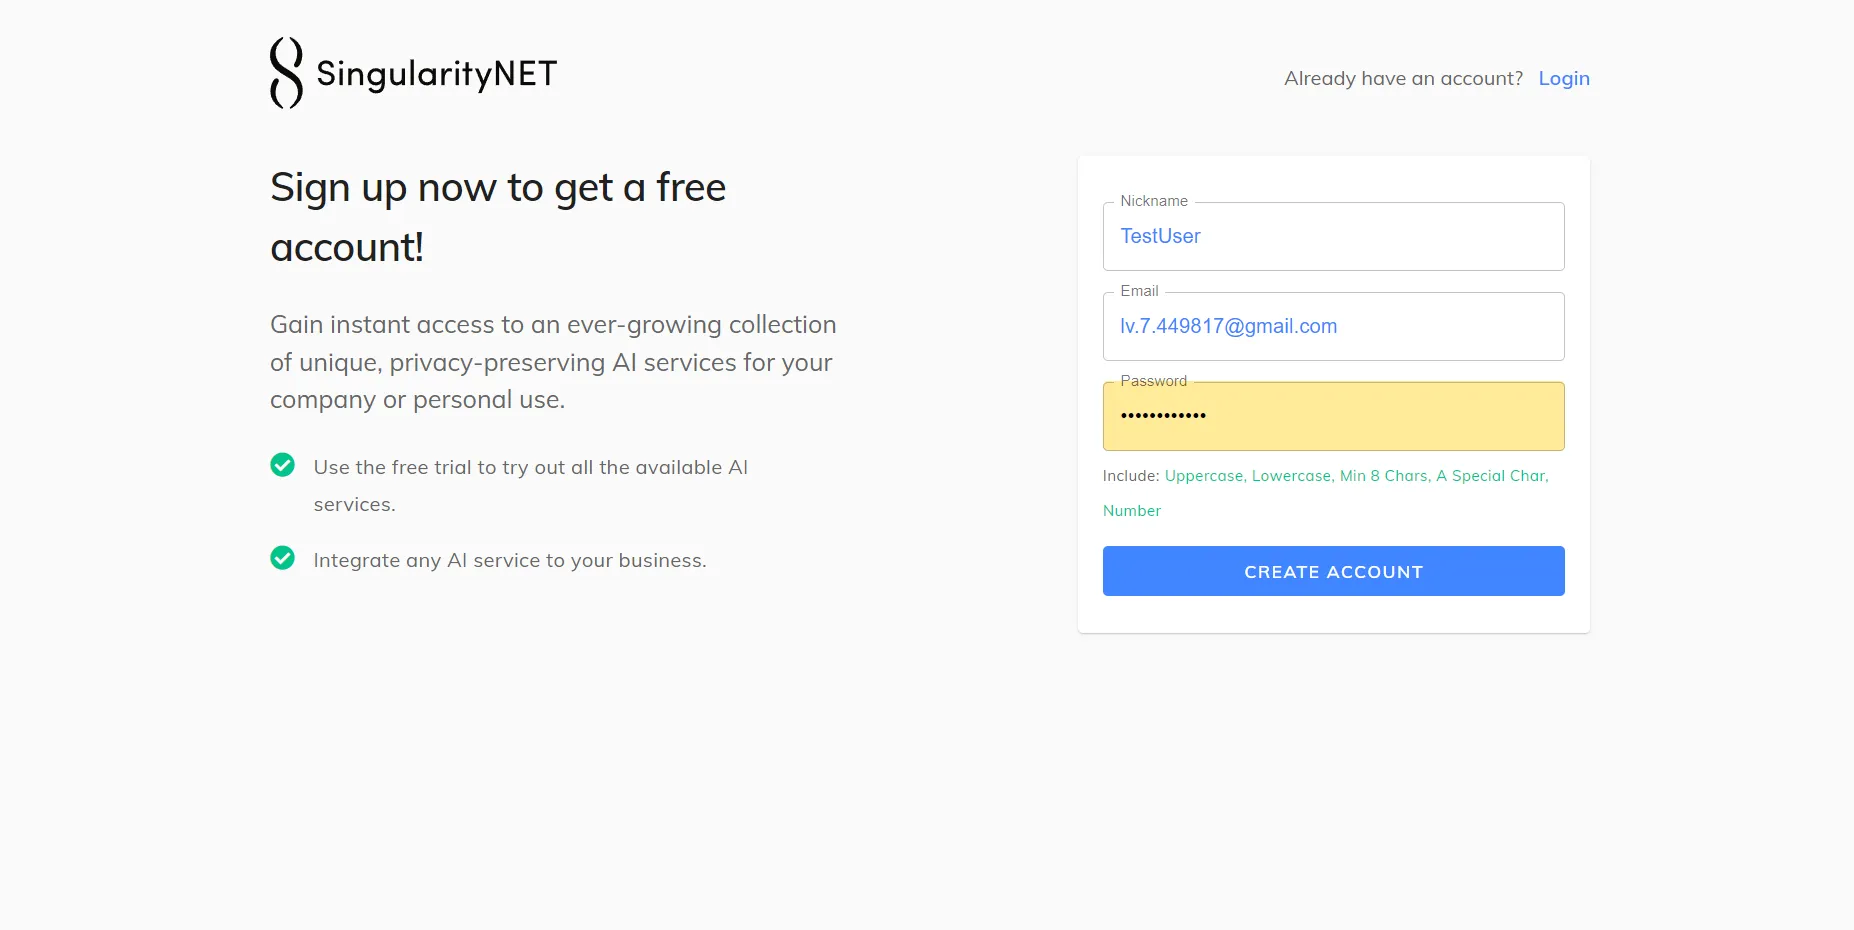 SingularityNET
Already have an account? Login
Sign up now to get a free
account!
Gain instant access to an ever-growing collection
of unique, privacy-preserving AI services for your
company or personal use.
Use the free trial to try out all the available AI
services.
Integrate any AI service to your business.
Nickname
TestUser
Email
lv.7.449817@gmail.com
Password
••••••••••••
Include: Uppercase, Lowercase, Min 8 Chars, A Special Char,
Number
CREATE ACCOUNT